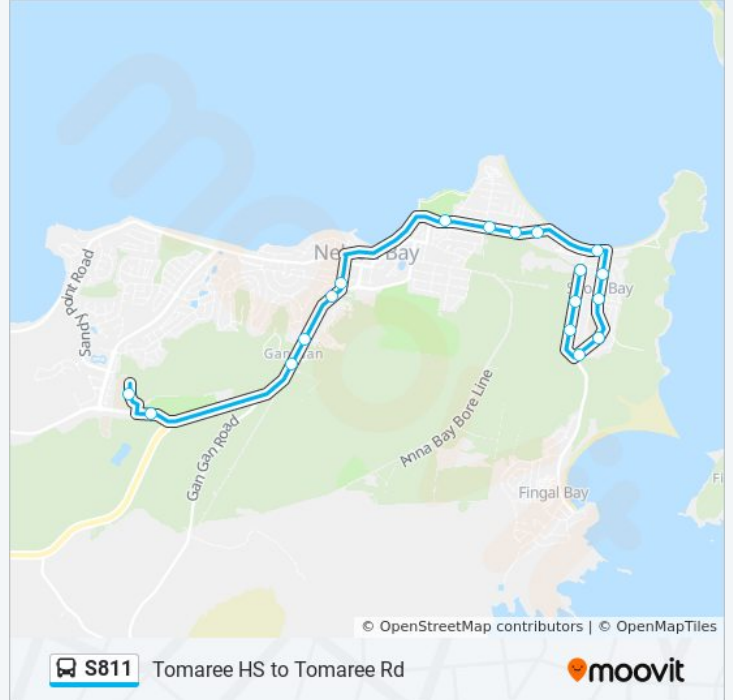 Sandy Point Road
Nelson Bay
Shoal Bay
Gan Gan
Anna Bay Bore Line
Gan Gan Road
Fingal Bay
Fi
© OpenStreetMap contributors | © OpenMapTiles
S811 Tomaree HS to Tomaree Rd
moovit